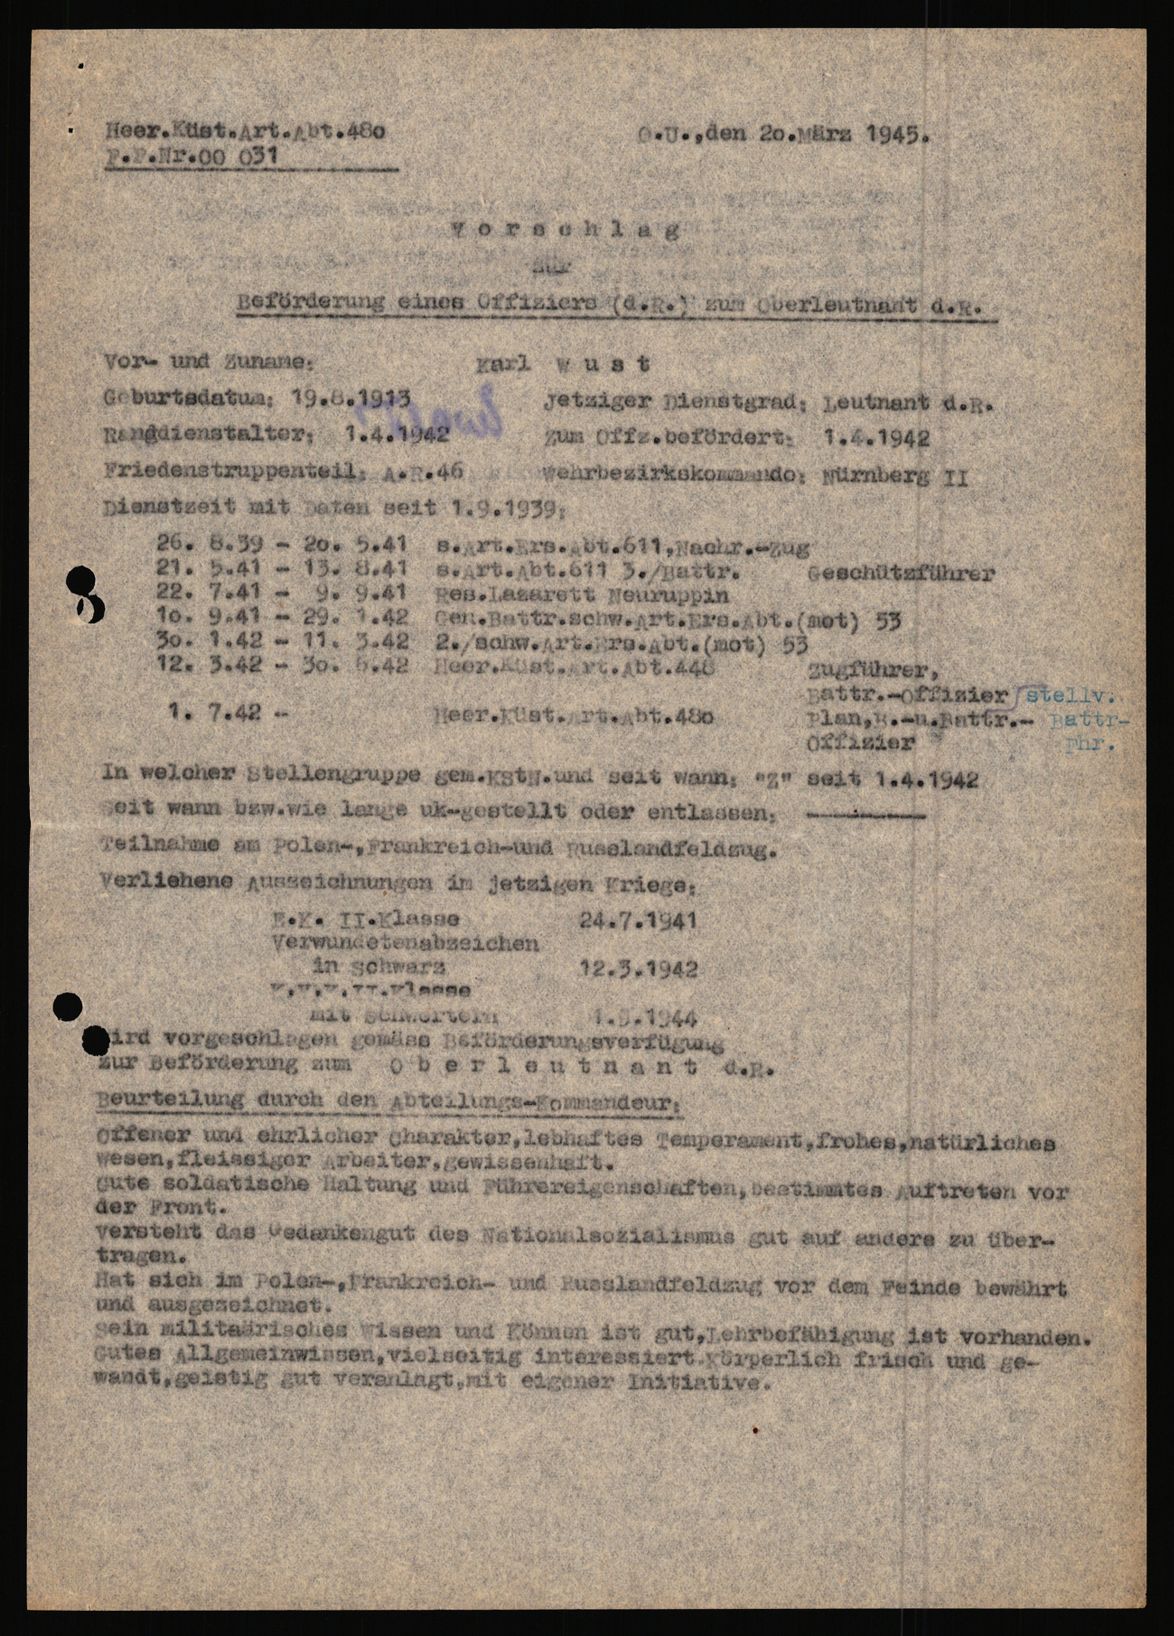 Heer.Küst.Art.Abt.48o O.U.,den 2o.März 1945.
F.P.Nr.00 031
V o r s c h l a g
zur
Beförderung eines Offiziers (d.R.) zum Oberleutnant d.R.
Vor- und Zuname: Karl W u s t
Geburtsdatum: 19.8.1913 Jetziger Dienstgrad: Leutnant d.R.
Rangdienstalter: 1.4.1942 Zum Offz.befördert: 1.4.1942
Friedenstruppenteil: A.R.46 Wehrbezirkskommando: Nürnberg II
Dienstzeit mit Daten seit 1.9.1939:
26. 8.39 - 2o. 5.41 s.Art.Ers.Abt.611,Nachr.-Zug
21. 5.41 - 13. 8.41 s.Art.Abt.611 3./Battr. Geschützführer
22. 7.41 - 9. 9.41 Res.Lazarett Neuruppin
1o. 9.41 - 29. 1.42 Gen.Battr.schw.Art.Ers.Abt.(mot) 53
3o. 1.42 - 11. 3.42 2./schw.Art.Ers.Abt.(mot) 53
12. 3.42 - 3o. 6.42 Heer.Küst.Art.Abt.448 Zugführer,
Battr.-Offizier stellv.
1. 7.42 - Heer.Küst.Art.Abt.48o Plan,B.-u.Battr.- Battr-
Offizier Fhr.
In welcher Stellengruppe gem.KStN.und seit wann: "Z" seit 1.4.1942
Seit wann bzw.wie lange uk-gestellt oder entlassen: ----------
Teilnahme am Polen-,Frankreich-und Russlandfeldzug.
Verliehene Auszeichnungen im jetzigen Kriege:
E.K. II.Klasse 24.7.1941
Verwundetenabzeichen
in schwarz 12.3.1942
K.V.K.II.Klasse
mit Schwertern 1.9.1944
Wird vorgeschlagen gemäss Beförderungsverfügung
zur Beförderung zum O b e r l e u t n a n t d.R.
Beurteilung durch den Abteilungs-Kommandeur:
Offener und ehrlicher Charakter,lebhaftes Temperament,frohes,natürliches
Wesen,fleissiger Arbeiter,gewissenhaft.
Gute soldatische Haltung und Führereigenschaften,bestimmtes Auftreten vor
der Front.
Versteht das Gedankengut des Nationalsozialismus gut auf andere zu über-
tragen.
Hat sich im Polen-,Frankreich- und Russlandfeldzug vor dem Feinde bewährt
und ausgezeichnet.
Sein militaärisches Wissen und Können ist gut,Lehrbefähigung ist vorhanden.
Gutes Allgemeinwissen,vielseitig interessiert.Körperlich frisch und ge-
wandt,geistig gut veranlagt,mit eigener Initiative.